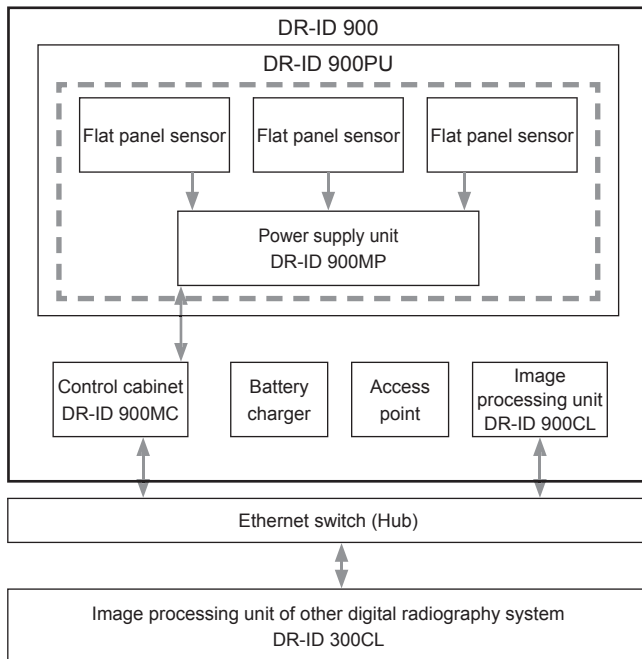 DR-ID 900
DR-ID 900PU
Flat panel sensor
Flat panel sensor
Flat panel sensor
Power supply unit
DR-ID 900MP
Control cabinet
DR-ID 900MC
Battery
charger
Access
point
Image
processing unit
DR-ID 900CL
Ethernet switch (Hub)
Image processing unit of other digital radiography system
DR-ID 300CL